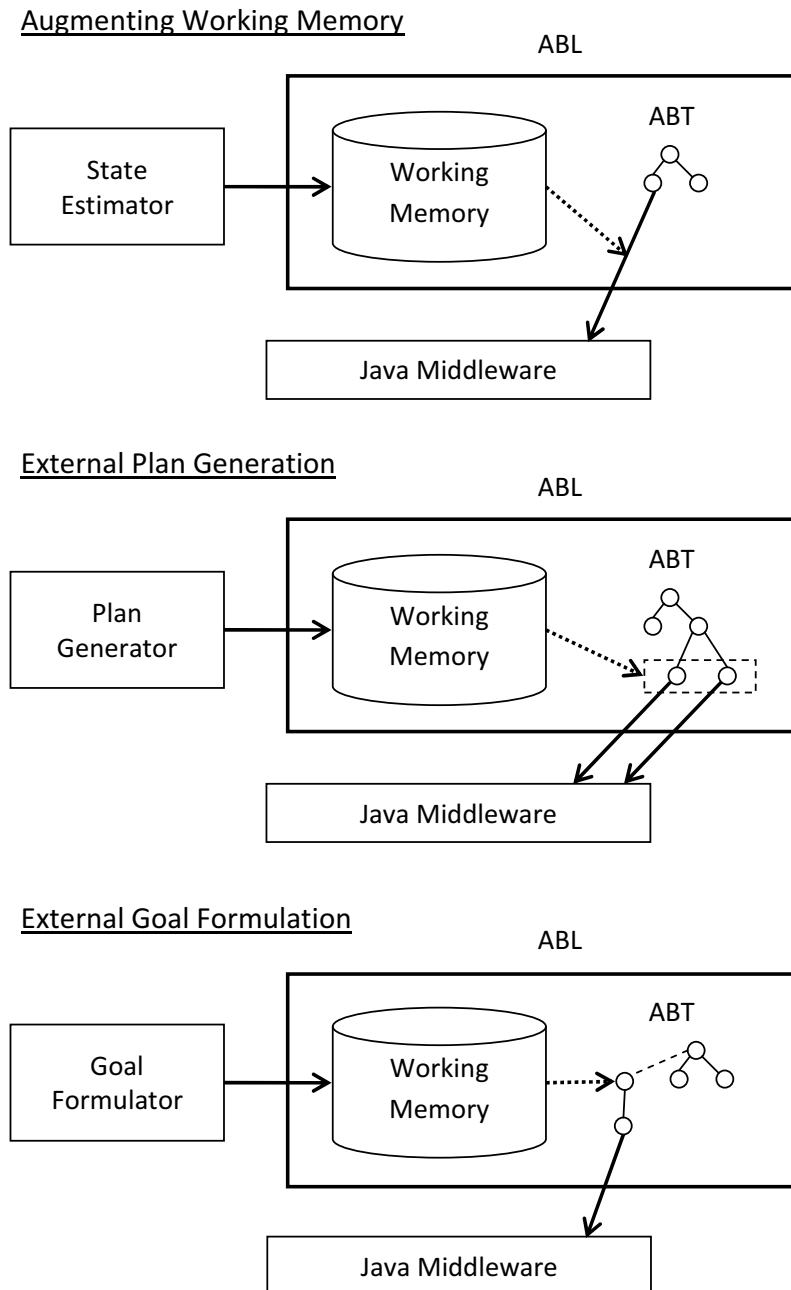 Augmenting Working Memory
ABL
ABT
State
Estimator
Working
Memory
Java Middleware
External Plan Generation
ABL
ABT
Plan
Generator
Working
Memory
Java Middleware
External Goal Formulation
ABL
ABT
Goal
Formulator
Working
Memory
Java Middleware